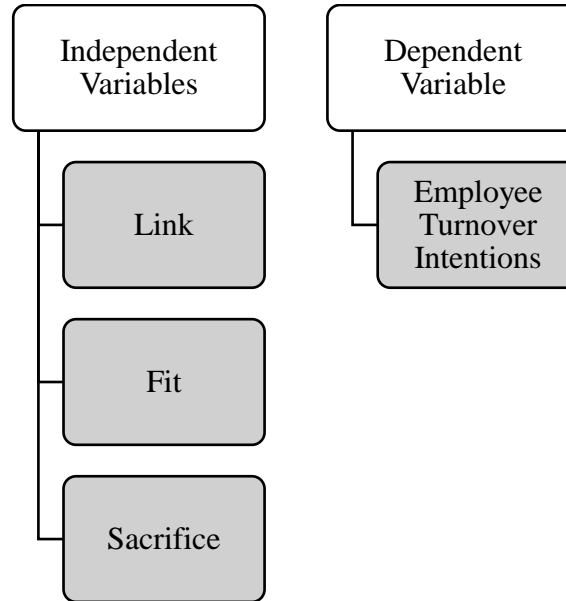 Independent
Variables
Link
Fit
Sacrifice
Dependent
Variable
Employee
Turnover
Intentions